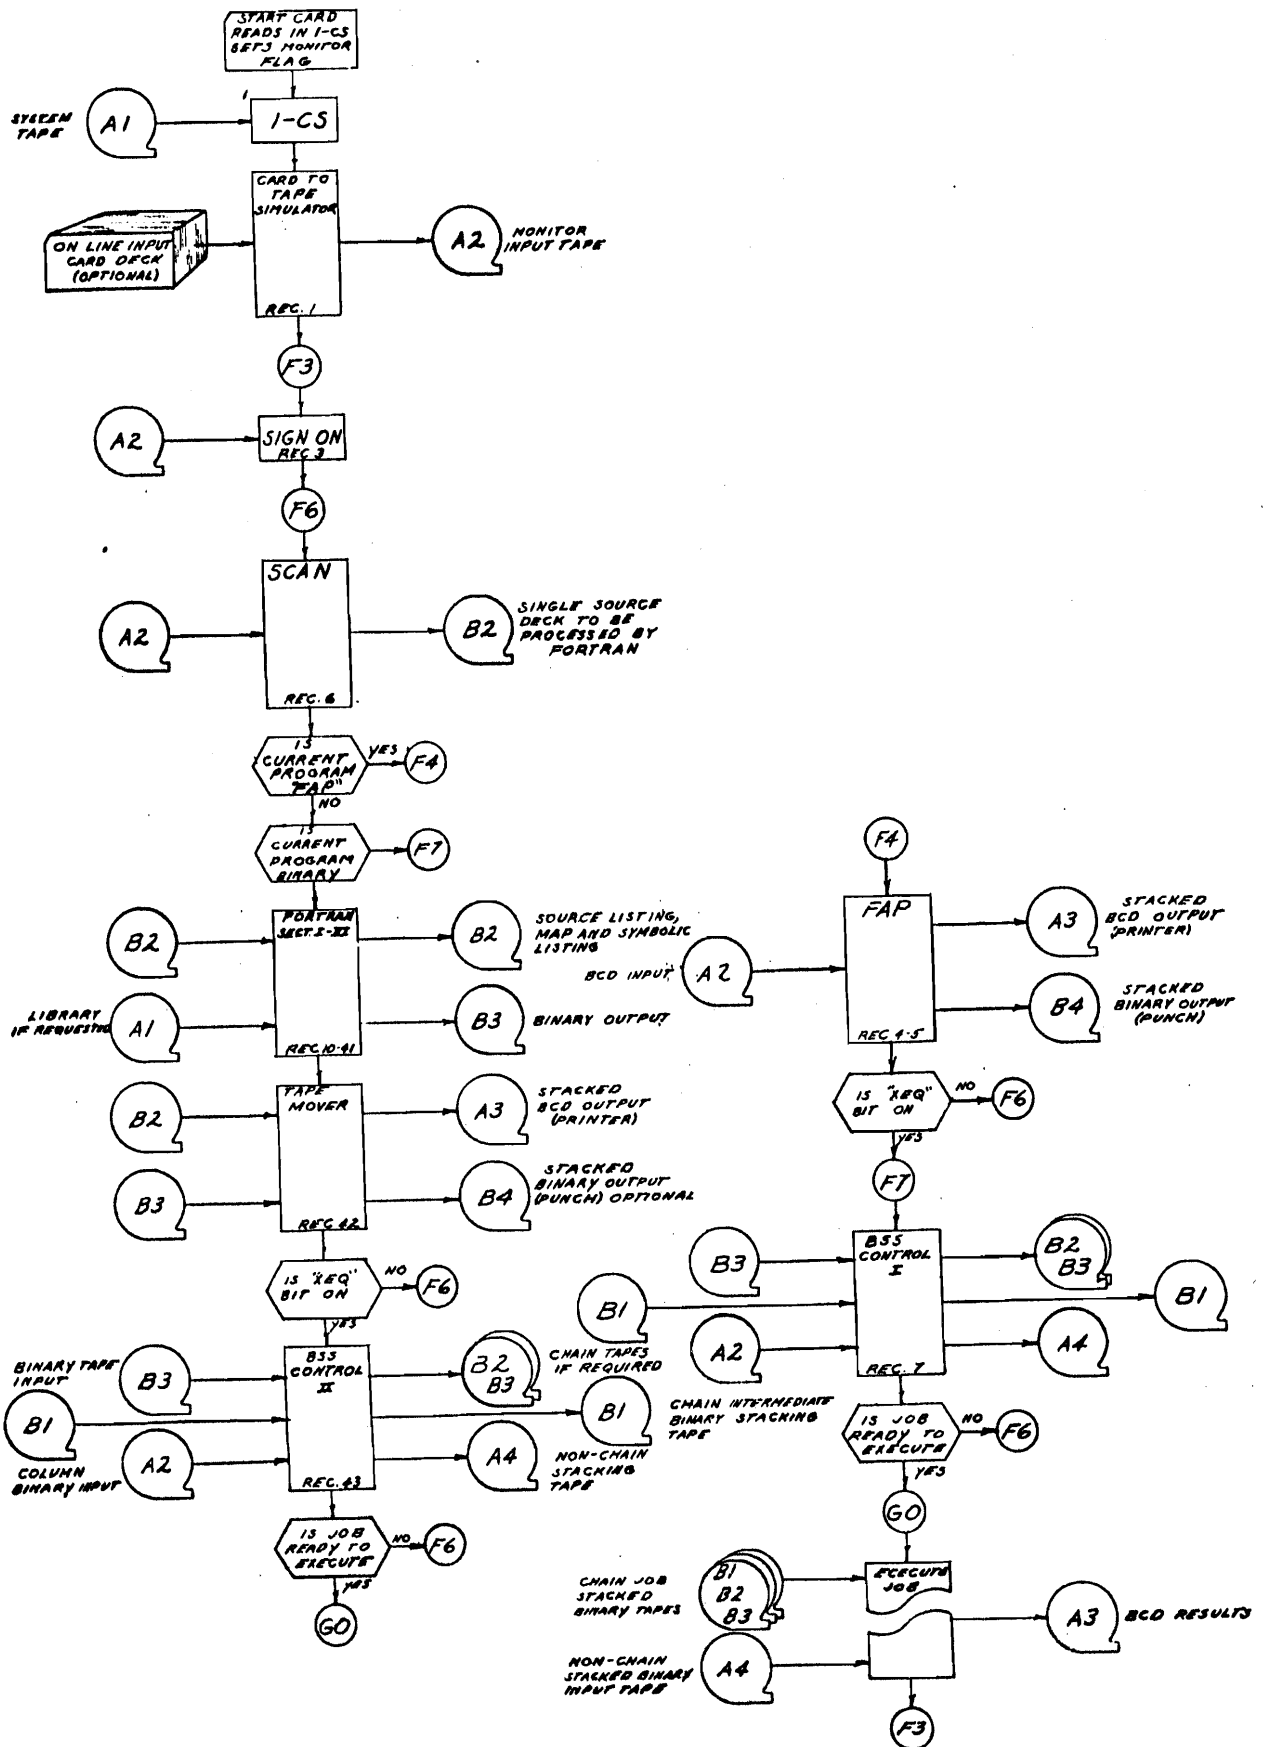 START CARD
READS IN 1-CS
SETS MONITOR
FLAG
1
SYSTEM
TAPE
A1
1-CS
CARD TO
TAPE
SIMULATOR
REC. 1
ON LINE INPUT
CARD DECK
(OPTIONAL)
A2
MONITOR
INPUT TAPE
F3
A2
SIGN ON
REC 3
F6
SCAN
REC. 6
A2
B2
SINGLE SOURCE
DECK TO BE
PROCESSED BY
FORTRAN
IS
CURRENT
PROGRAM
"FAP"
YES
F4
NO
IS
CURRENT
PROGRAM
BINARY
F7
FORTRAN
SECT. I-VI
REC 10-41
B2
LIBRARY
IF REQUESTED
A1
B2
SOURCE LISTING,
MAP AND SYMBOLIC
LISTING
B3
BINARY OUTPUT
TAPE
MOVER
REC. 42
B2
B3
A3
STACKED
BCD OUTPUT
(PRINTER)
B4
STACKED
BINARY OUTPUT
(PUNCH) OPTIONAL
IS "XEQ"
BIT ON
NO
F6
YES
BSS
CONTROL
II
REC. 43
BINARY TAPE
INPUT
B3
B1
COLUMN
BINARY INPUT
A2
B2
B3
CHAIN TAPES
IF REQUIRED
B1
CHAIN INTERMEDIATE
BINARY STACKING
TAPE
A4
NON-CHAIN
STACKING
TAPE
IS JOB
READY TO
EXECUTE
NO
F6
YES
GO
F4
FAP
REC 4-5
BCD INPUT
A2
A3
STACKED
BCD OUTPUT
(PRINTER)
B4
STACKED
BINARY OUTPUT
(PUNCH)
IS "XEQ"
BIT ON
NO
F6
YES
F7
BSS
CONTROL
I
REC. 7
B3
B1
A2
B2
B3
B1
A4
IS JOB
READY TO
EXECUTE
NO
F6
YES
GO
ECECUTE
JOB
CHAIN JOB
STACKED
BINARY TAPES
B1
B2
B3
NON-CHAIN
STACKED BINARY
INPUT TAPE
A4
A3
BCD RESULTS
F3